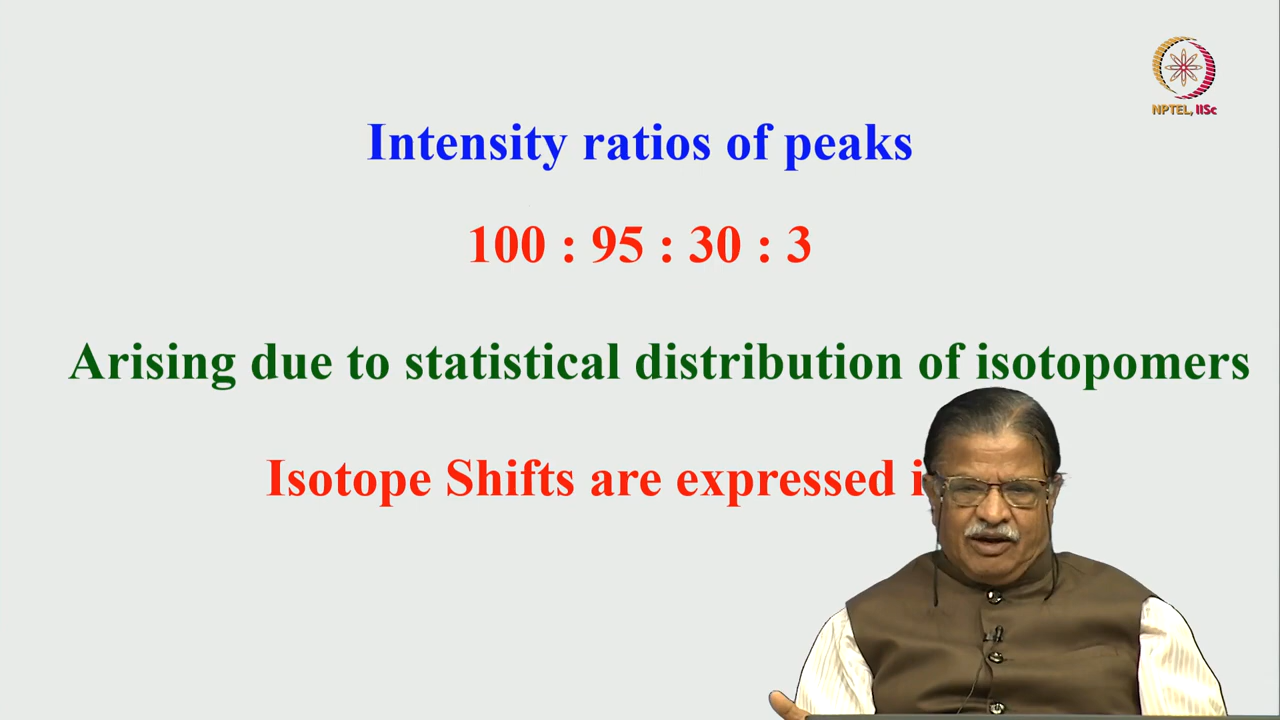 NPTEL, IISc
Intensity ratios of peaks
100 : 95 : 30 : 3
Arising due to statistical distribution of isotopomers
Isotope Shifts are expressed